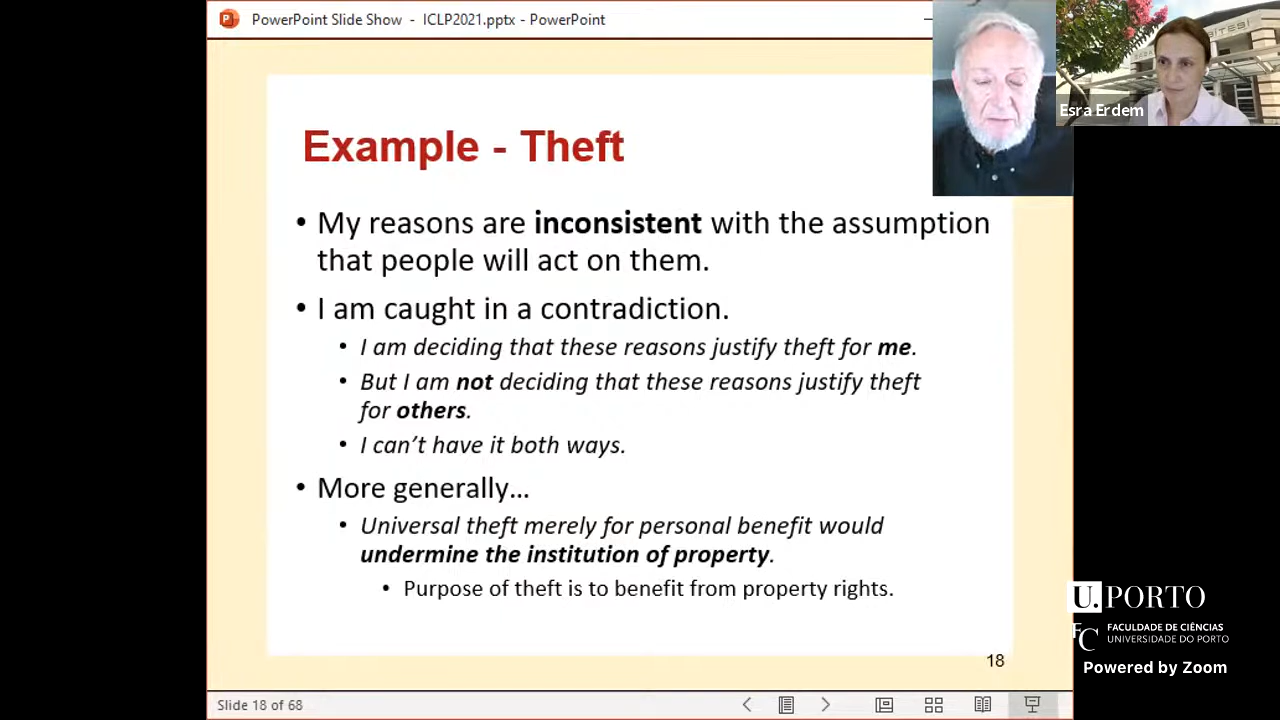 PowerPoint Slide Show - ICLP2021.pptx - PowerPoint
Esra Erdem
Example - Theft
• My reasons are inconsistent with the assumption
that people will act on them.
• I am caught in a contradiction.
• I am deciding that these reasons justify theft for me.
• But I am not deciding that these reasons justify theft
for others.
• I can't have it both ways.
• More generally…
• Universal theft merely for personal benefit would
undermine the institution of property.
• Purpose of theft is to benefit from property rights.
18
U.PORTO
FC FACULDADE DE CIÊNCIAS
UNIVERSIDADE DO PORTO
Powered by Zoom
Slide 18 of 68